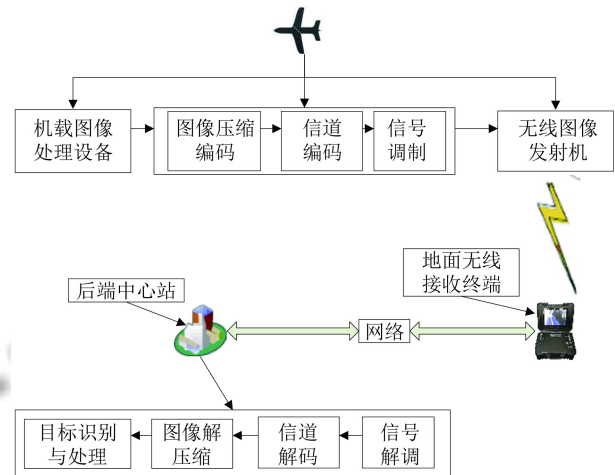 机载图像
处理设备
图像压缩
编码
信道
编码
信号
调制
无线图像
发射机
地面无线
接收终端
后端中心站
网络
目标识别
与处理
图像解
压缩
信道
解码
信号
解调